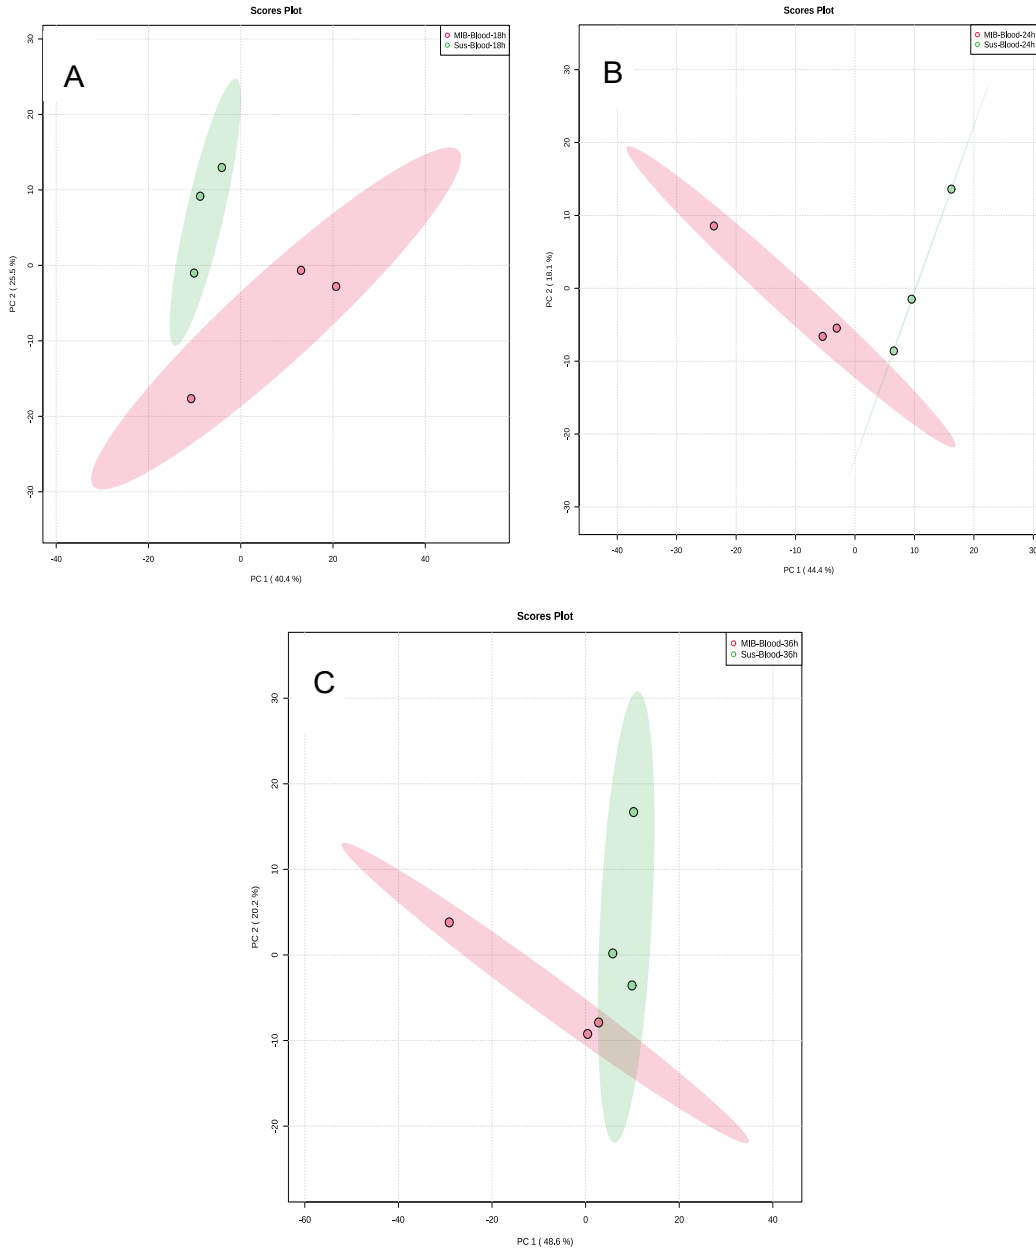 Scores Plot
A
MIB-Blood-18h
Sus-Blood-18h
30
20
10
0
-10
-20
-30
PC 2 ( 25.5 %)
-40
-20
0
20
40
PC 1 ( 40.4 %)
Scores Plot
B
MIB-Blood-24h
Sus-Blood-24h
30
20
10
0
-10
-20
-30
PC 2 ( 18.1 %)
-40
-30
-20
-10
0
10
20
30
PC 1 ( 44.4 %)
Scores Plot
C
MIB-Blood-36h
Sus-Blood-36h
30
20
10
0
-10
-20
PC 2 ( 20.2 %)
-60
-40
-20
0
20
40
PC 1 ( 48.6 %)